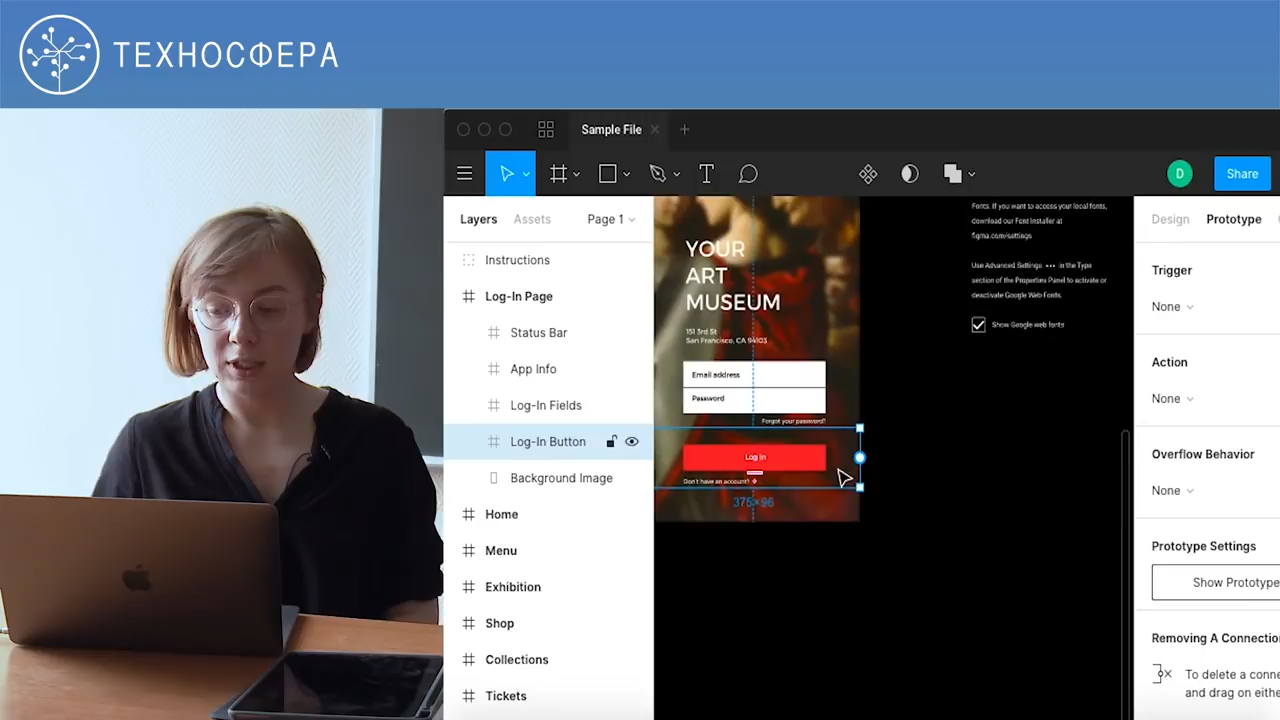 ТЕХНОСФЕРА
Sample File
D
Share
Layers
Assets
Page 1
Design
Prototype
Instructions
Log-In Page
Status Bar
App Info
Log-In Fields
Log-In Button
Background Image
Home
Menu
Exhibition
Shop
Collections
Tickets
YOUR
ART
MUSEUM
151 3rd St
San Francisco, CA 94103
Email address
Password
Forgot your password?
Log In
Don't have an account?
375×96
Fonts. If you want to access your local fonts,
download our Font Installer at
figma.com/settings
Use Advanced Settings ••• in the Type
section of the Properties Panel to activate or
deactivate Google Web Fonts.
Show Google web fonts
Trigger
None
Action
None
Overflow Behavior
None
Prototype Settings
Show Prototype
Removing A Connectio
To delete a conne
and drag on eithe